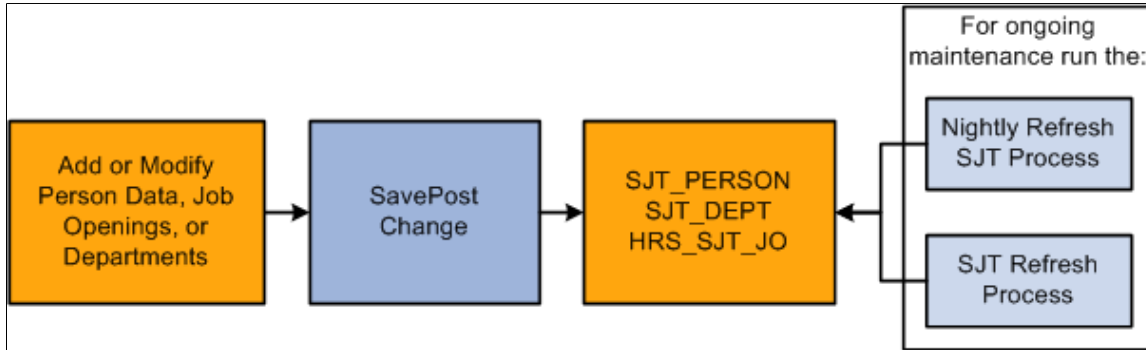 Add or Modify
Person Data, Job
Openings, or
Departments
SavePost
Change
SJT_PERSON
SJT_DEPT
HRS_SJT_JO
For ongoing
maintenance run the:
Nightly Refresh
SJT Process
SJT Refresh
Process